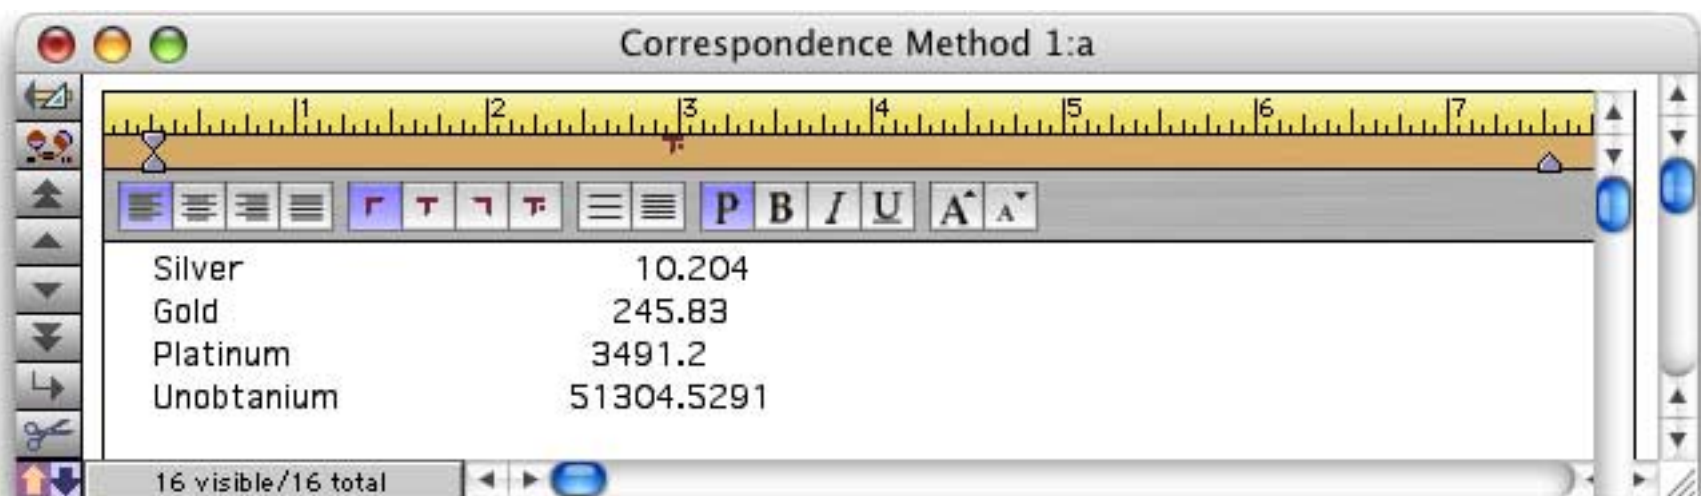 Correspondence Method 1:a
1 2 3 4 5 6 7
P B I U A A
Silver 10.204
Gold 245.83
Platinum 3491.2
Unobtanium 51304.5291
16 visible/16 total